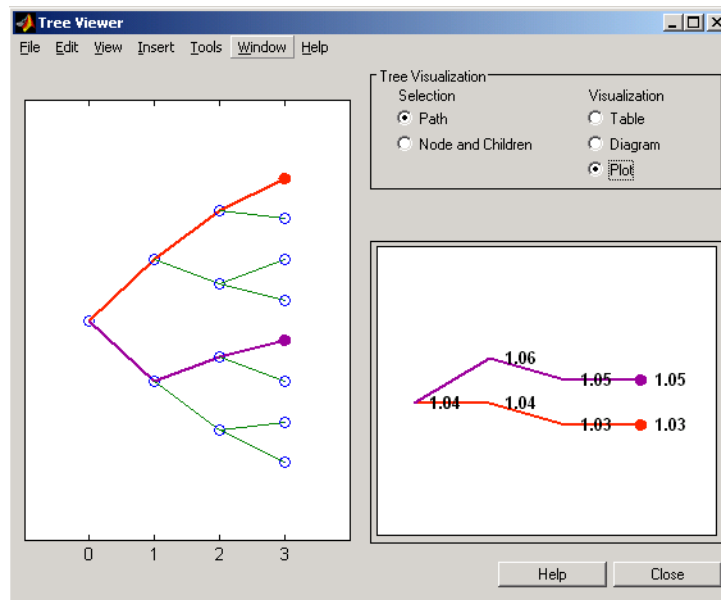 Tree Viewer
File Edit View Insert Tools Window Help
Tree Visualization
Selection
Path
Node and Children
Visualization
Table
Diagram
Plot
0 1 2 3
1.06
1.05 1.05
1.04 1.04
1.03 1.03
Help Close